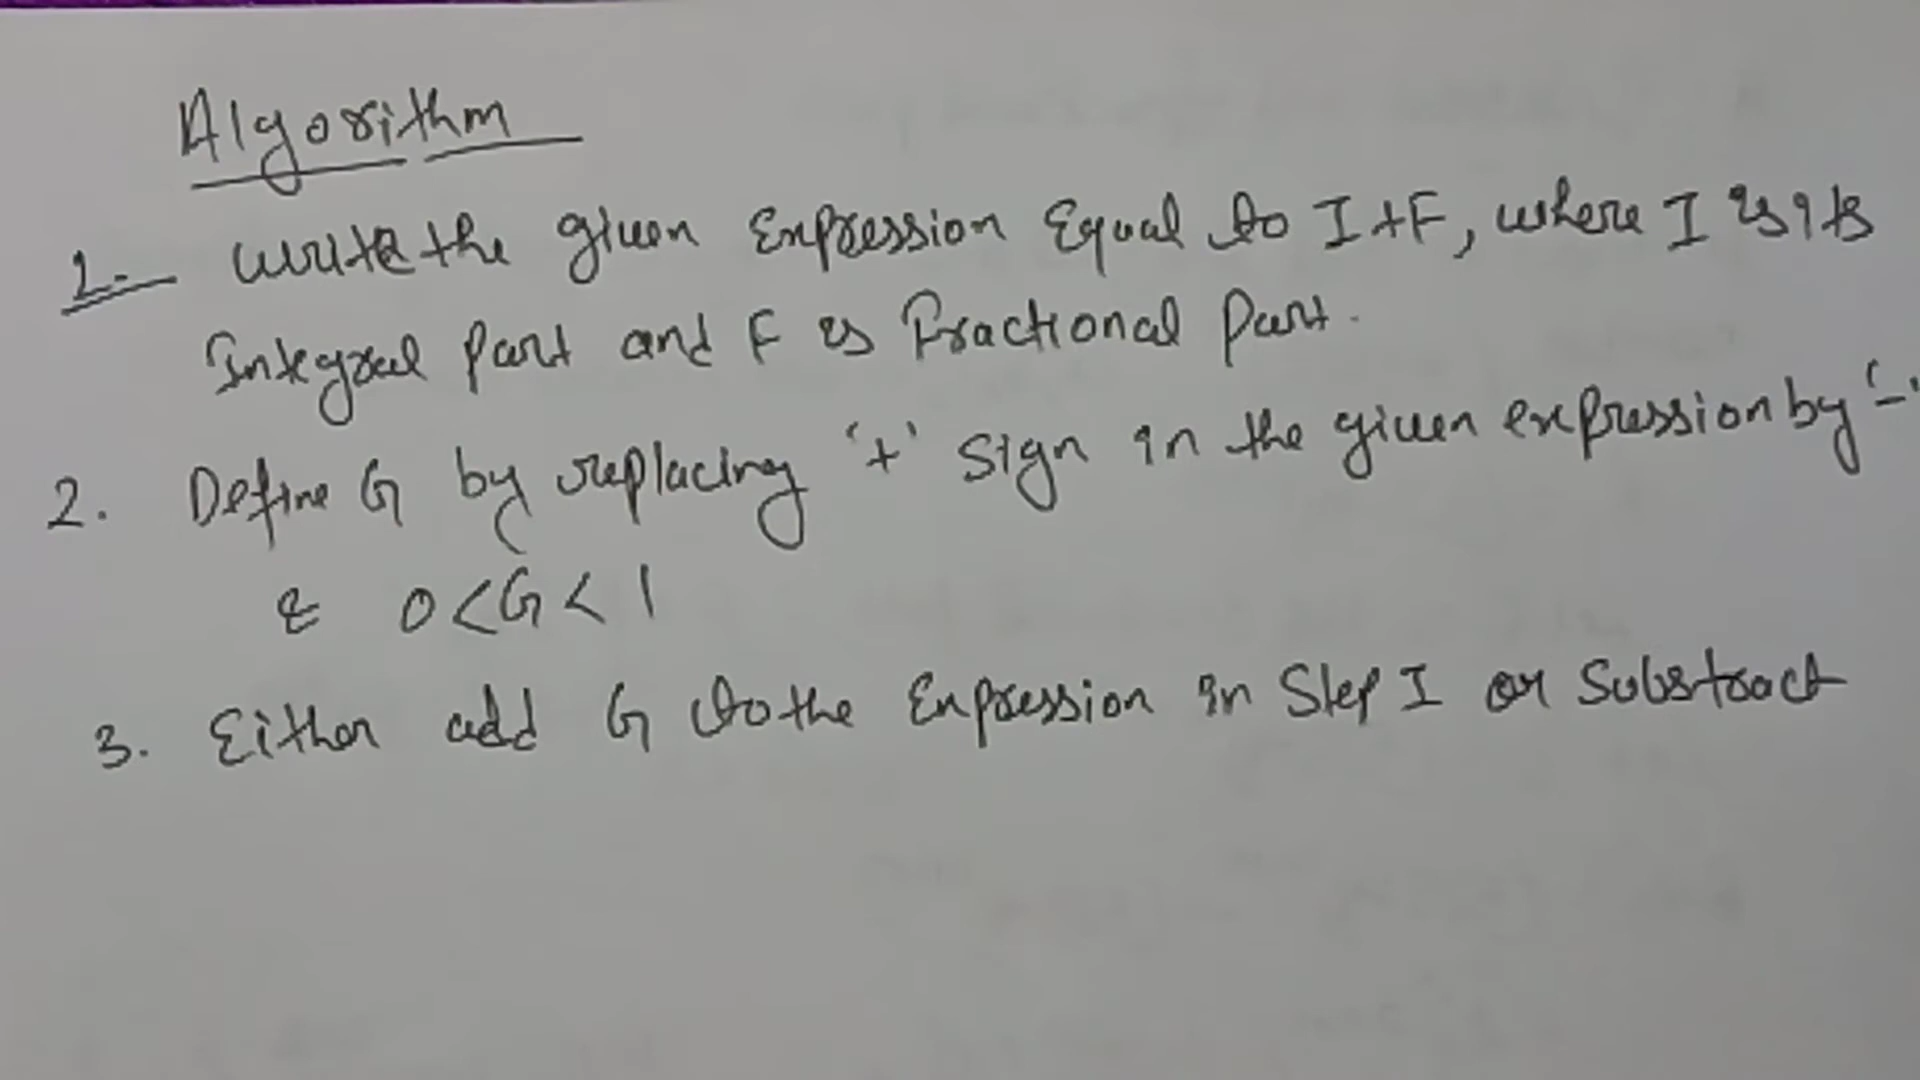 Algorithm
1. write the given Expression Equal to I+F, where I is its
Integral part and F is Fractional Part.
2. Define G by replacing '+' sign in the given expression by '-'
& 0<G<1
3. Either add G to the Expression in Step I or Substract